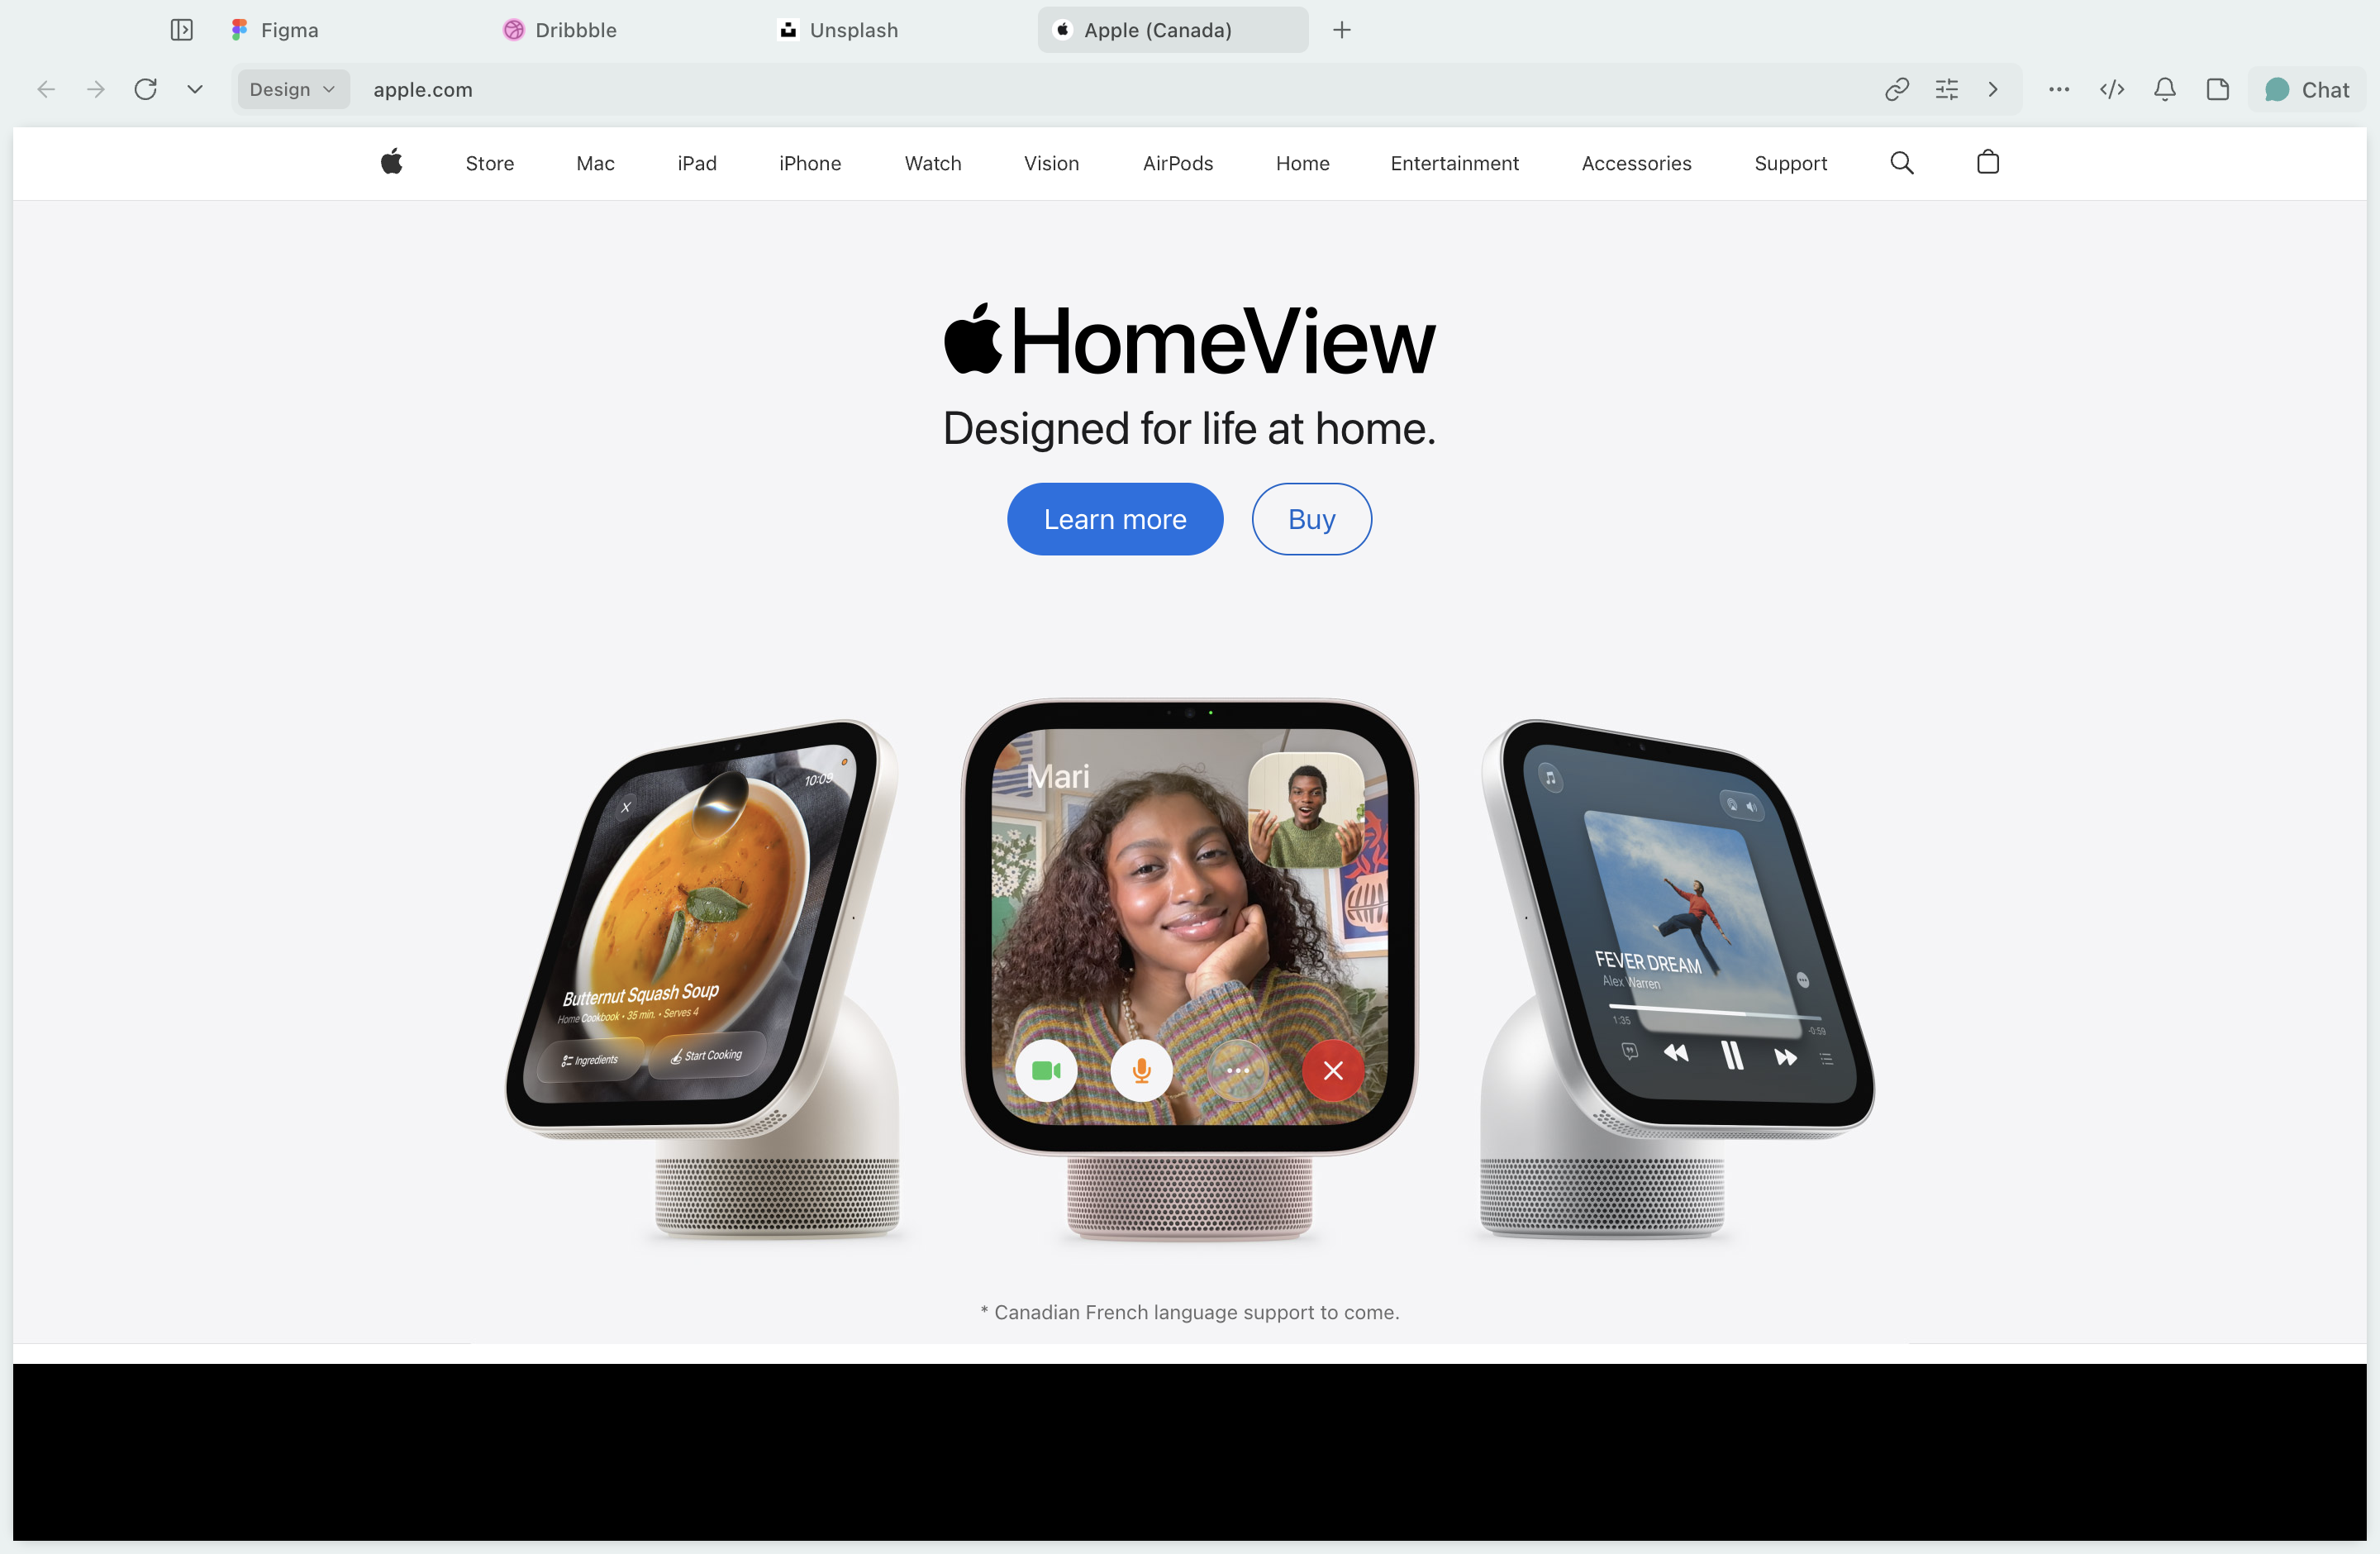 Figma Dribbble Unsplash Apple (Canada)
Design apple.com Chat
Store Mac iPad iPhone Watch Vision AirPods Home Entertainment Accessories Support
HomeView
Designed for life at home.
Learn more Buy
10:09
Butternut Squash Soup
Home Cookbook • 35 min. • Serves 4
Ingredients Start Cooking
Mari
FEVER DREAM
Alex Warren
1:35 -0:59
* Canadian French language support to come.